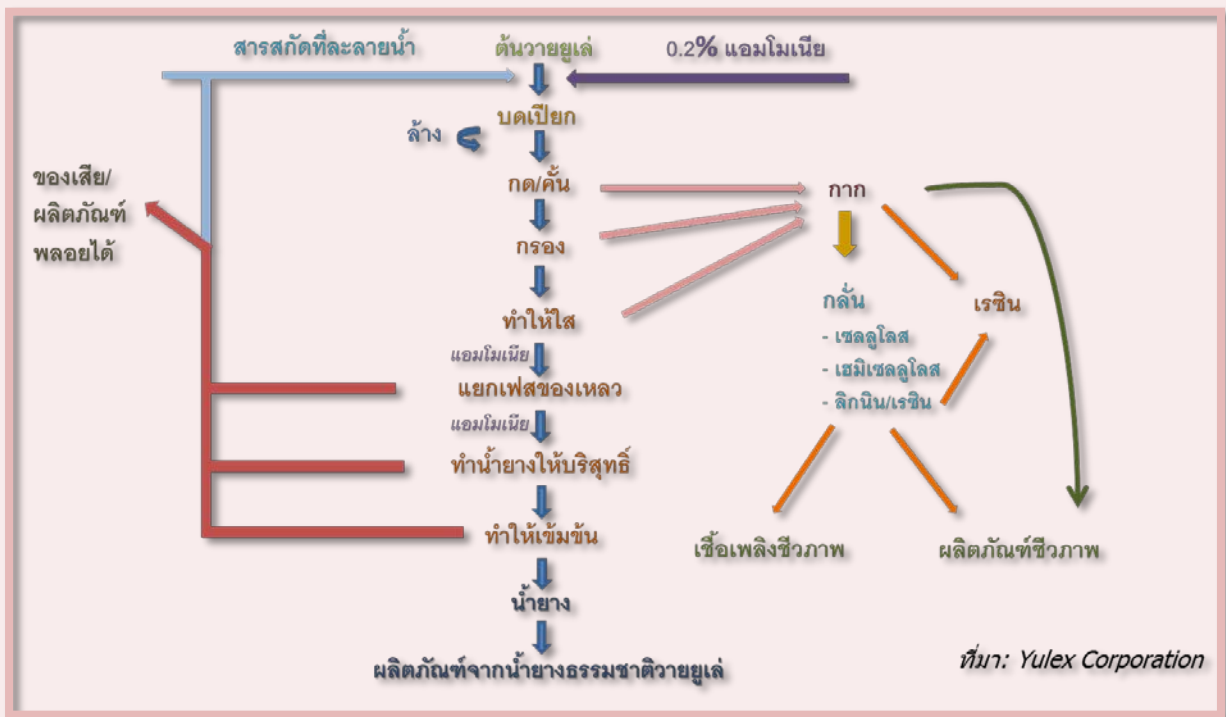 สารสกัดที่ละลายน้ำ
ต้นวายยูเล่
0.2% แอมโมเนีย
บดเปียก
ล้าง
ของเสีย/
ผลิตภัณฑ์
พลอยได้
กด/คั้น
กาก
กรอง
ทำให้ใส
กลั่น
- เซลลูโลส
- เฮมิเซลลูโลส
- ลิกนิน/เรซิน
เรซิน
แอมโมเนีย
แยกเฟสของเหลว
แอมโมเนีย
ทำน้ำยางให้บริสุทธิ์
ทำให้เข้มข้น
เชื้อเพลิงชีวภาพ
ผลิตภัณฑ์ชีวภาพ
น้ำยาง
ผลิตภัณฑ์จากน้ำยางธรรมชาติวายยูเล่
ที่มา: Yulex Corporation